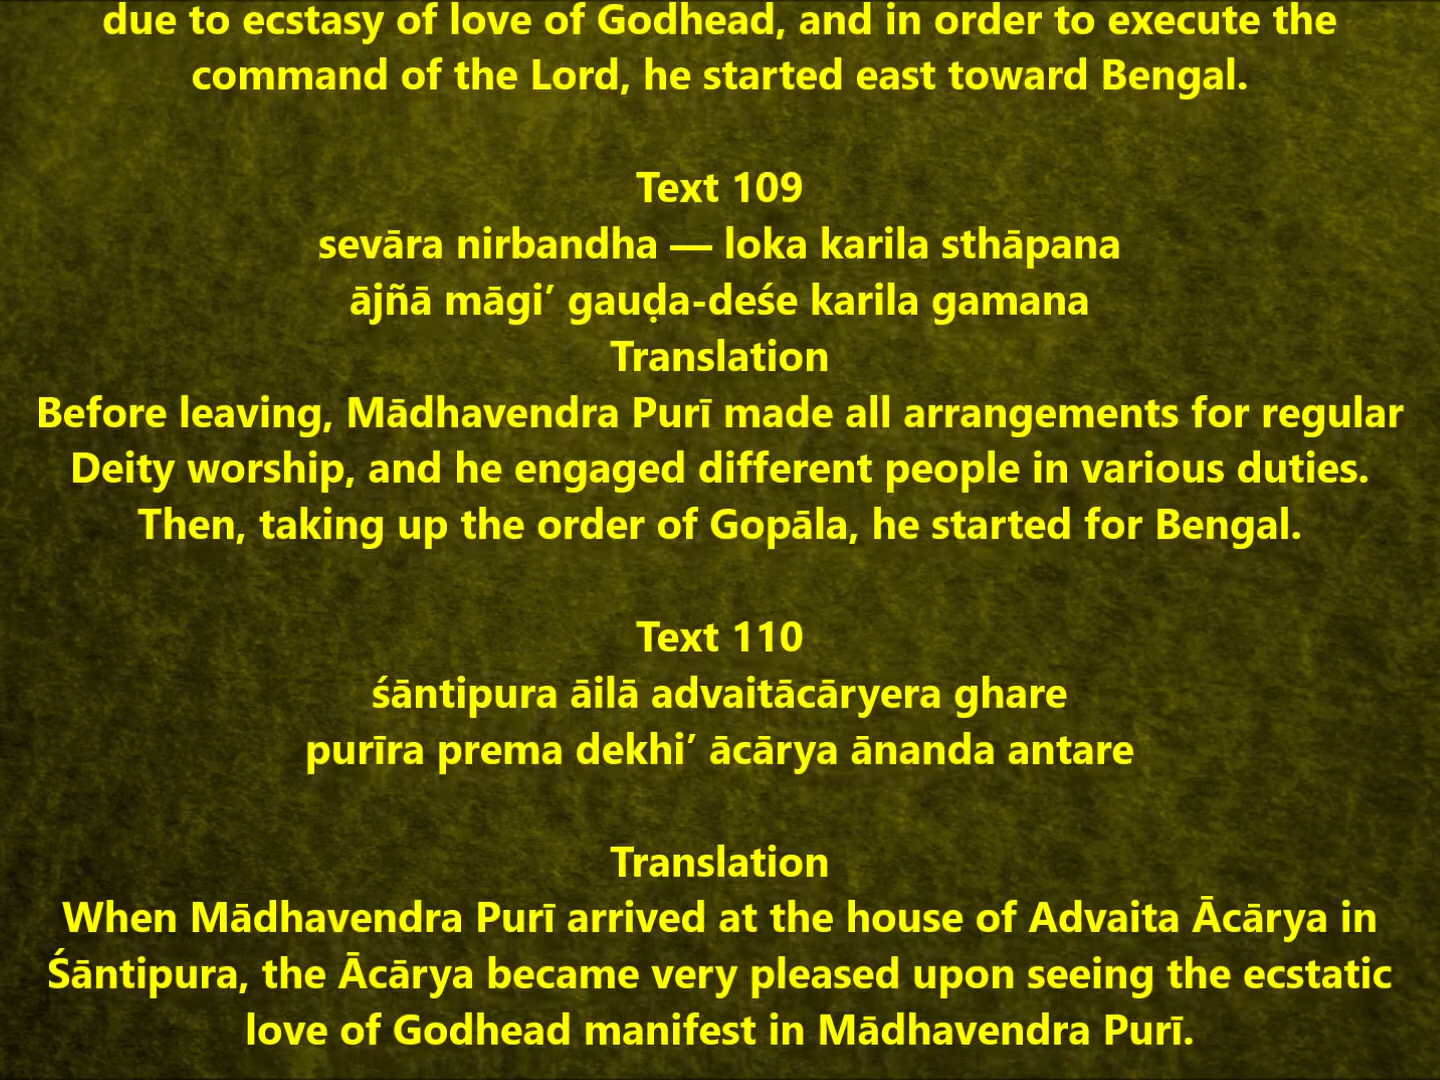 due to ecstasy of love of Godhead, and in order to execute the
command of the Lord, he started east toward Bengal.
Text 109
sevāra nirbandha — loka karila sthāpana
ājñā māgi’ gauḍa-deśe karila gamana
Translation
Before leaving, Mādhavendra Purī made all arrangements for regular
Deity worship, and he engaged different people in various duties.
Then, taking up the order of Gopāla, he started for Bengal.
Text 110
śāntipura āilā advaitācāryera ghare
purīra prema dekhi’ ācārya ānanda antare
Translation
When Mādhavendra Purī arrived at the house of Advaita Ācārya in
Śāntipura, the Ācārya became very pleased upon seeing the ecstatic
love of Godhead manifest in Mādhavendra Purī.